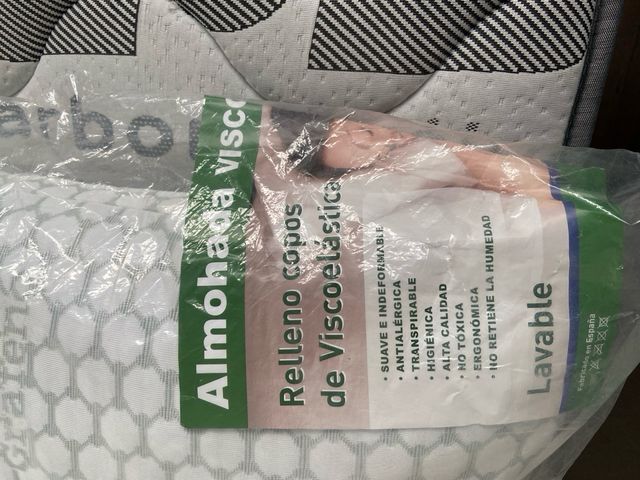 Almohada visco
Relleno copos
de Viscoelástica
• SUAVE E INDEFORMABLE
• ANTIALÉRGICA
• TRANSPIRABLE
• HIGIÉNICA
• ALTA CALIDAD
• NO TÓXICA
• ERGONÓMICA
• NO RETIENE LA HUMEDAD
Lavable
Fabricado en España